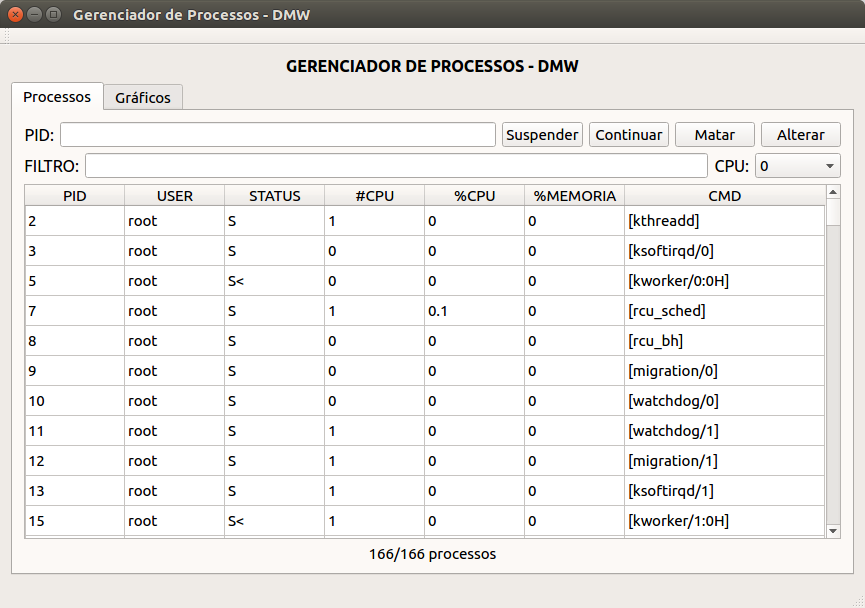 Gerenciador de Processos - DMW
GERENCIADOR DE PROCESSOS - DMW
Processos Gráficos
PID: Suspender Continuar Matar Alterar
FILTRO: CPU: 0
PID USER STATUS #CPU %CPU %MEMORIA CMD
2 root S 1 0 0 [kthreadd]
3 root S 0 0 0 [ksoftirqd/0]
5 root S< 0 0 0 [kworker/0:0H]
7 root S 1 0.1 0 [rcu_sched]
8 root S 0 0 0 [rcu_bh]
9 root S 0 0 0 [migration/0]
10 root S 0 0 0 [watchdog/0]
11 root S 1 0 0 [watchdog/1]
12 root S 1 0 0 [migration/1]
13 root S 1 0 0 [ksoftirqd/1]
15 root S< 1 0 0 [kworker/1:0H]
166/166 processos